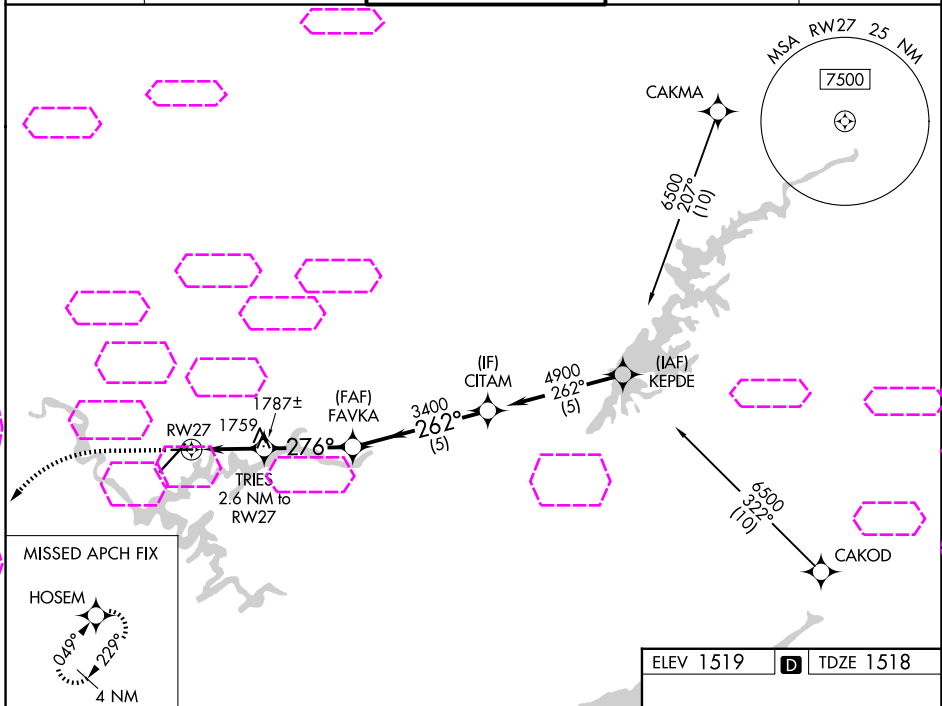 MSA RW27 25 NM
7500
CAKMA
6500
207°
(10)
(IAF)
KEPDE
4900
262°
(5)
(IF)
CITAM
3400
262°
(5)
(FAF)
FAVKA
1787±
1759
RW27
276°
TRIES
2.6 NM to
RW27
6500
322°
(10)
CAKOD
MISSED APCH FIX
HOSEM
049°
229°
4 NM
ELEV 1519 D TDZE 1518